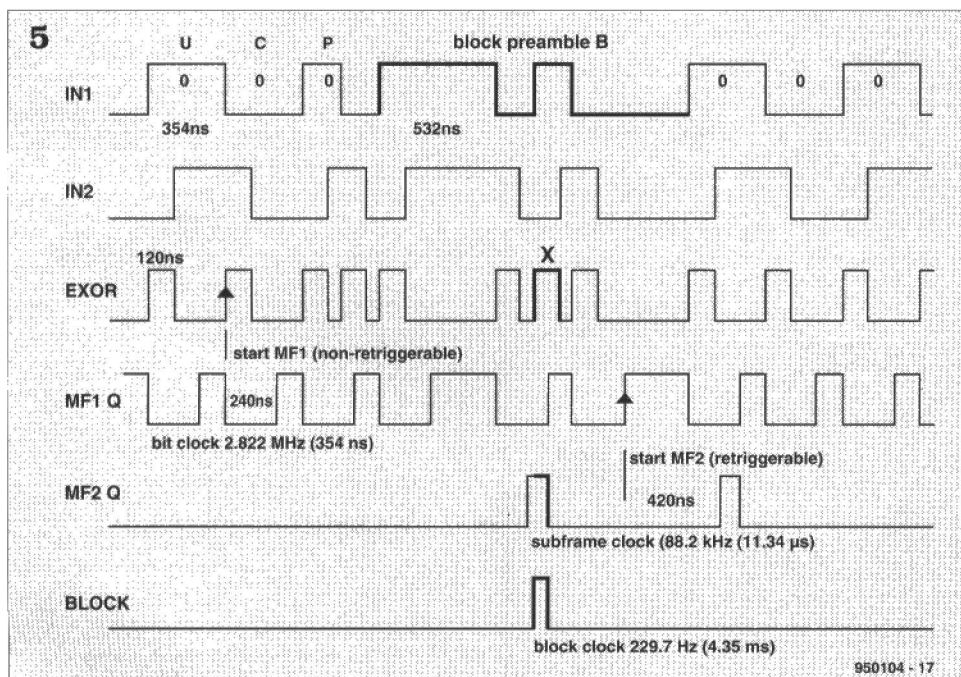 5
U C P block preamble B
IN1 0 0 0 0 0 0
354ns 532ns
IN2
120ns X
EXOR
start MF1 (non-retriggerable)
MF1 Q 240ns
bit clock 2.822 MHz (354 ns)
start MF2 (retriggerable)
MF2 Q 420ns
subframe clock (88.2 kHz (11.34 µs)
BLOCK
block clock 229.7 Hz (4.35 ms)
950104 - 17